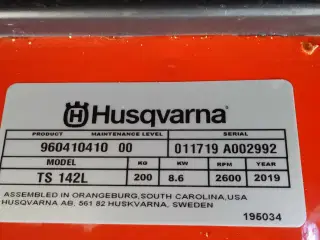 Husqvarna
PRODUCT MAINTENANCE LEVEL SERIAL
960410410 00 011719 A002992
MODEL KG KW RPM YEAR
TS 142L 200 8.6 2600 2019
ASSEMBLED IN ORANGEBURG, SOUTH CAROLINA, USA
HUSQVARNA AB, 561 82 HUSKVARNA, SWEDEN
195034